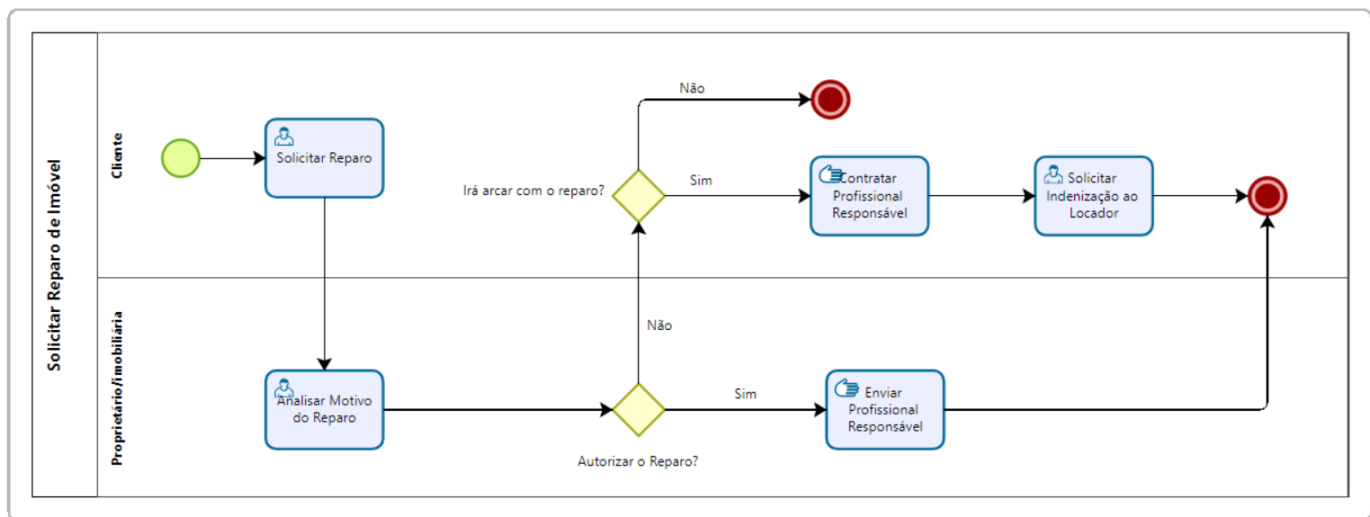 Solicitar Reparo de Imóvel
Cliente
Solicitar Reparo
Irá arcar com o reparo?
Não
Sim
Contratar
Profissional
Responsável
Solicitar
Indenização ao
Locador
Proprietário/imobiliária
Analisar Motivo
do Reparo
Não
Autorizar o Reparo?
Sim
Enviar
Profissional
Responsável